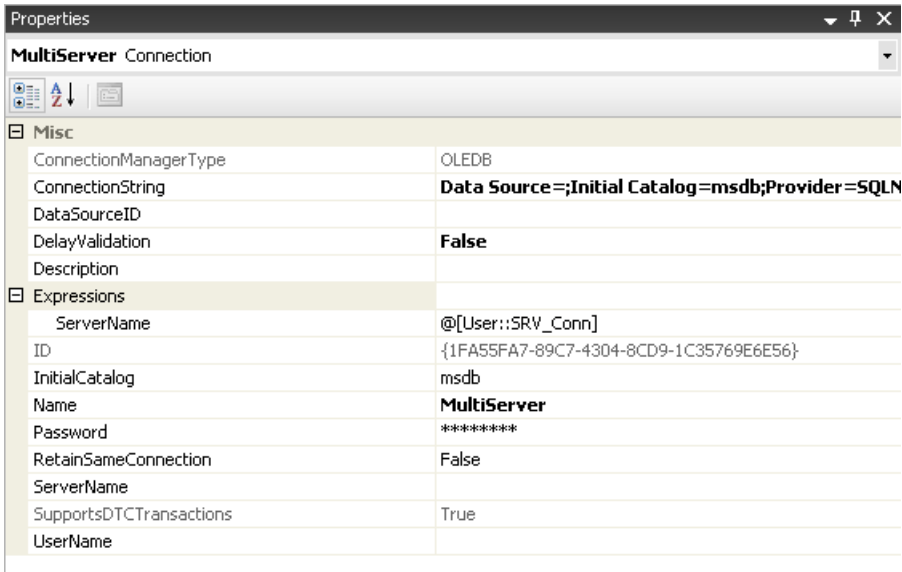 Properties
MultiServer Connection
Misc
ConnectionManagerType OLEDB
ConnectionString Data Source=;Initial Catalog=msdb;Provider=SQLN
DataSourceID
DelayValidation False
Description
Expressions
ServerName @[User::SRV_Conn]
ID {1FA55FA7-89C7-4304-8CD9-1C35769E6E56}
InitialCatalog msdb
Name MultiServer
Password ********
RetainSameConnection False
ServerName
SupportsDTCTransactions True
UserName